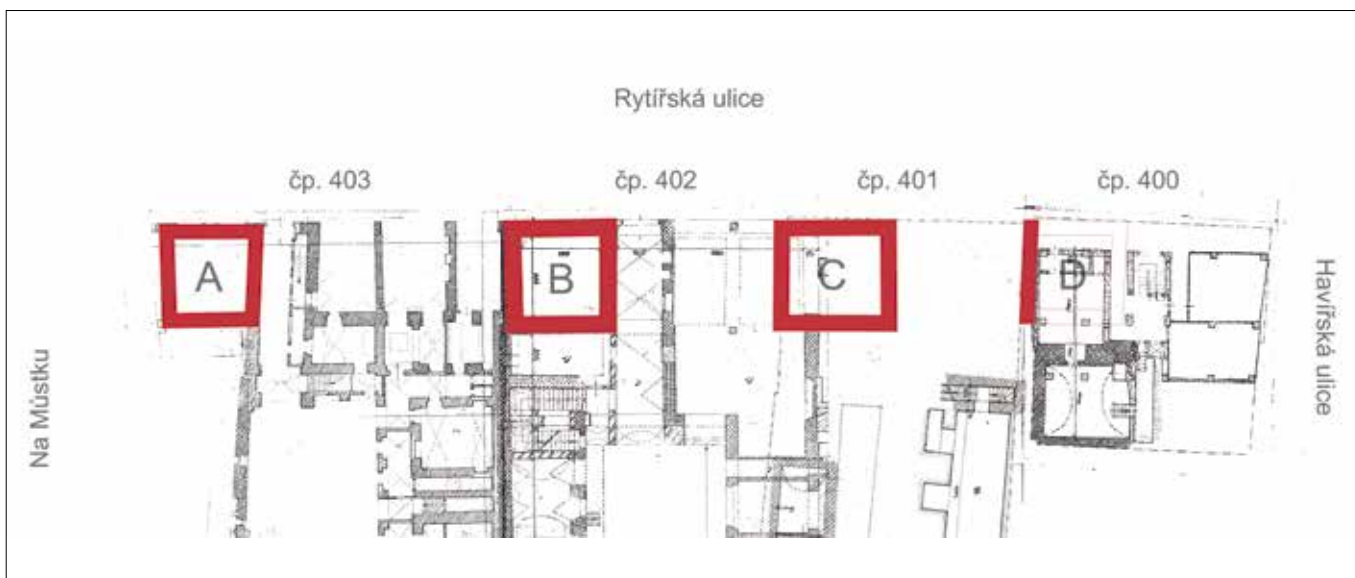 Rytířská ulice
čp. 403
čp. 402
čp. 401
čp. 400
A
B
C
D
Na Můstku
Havířská ulice